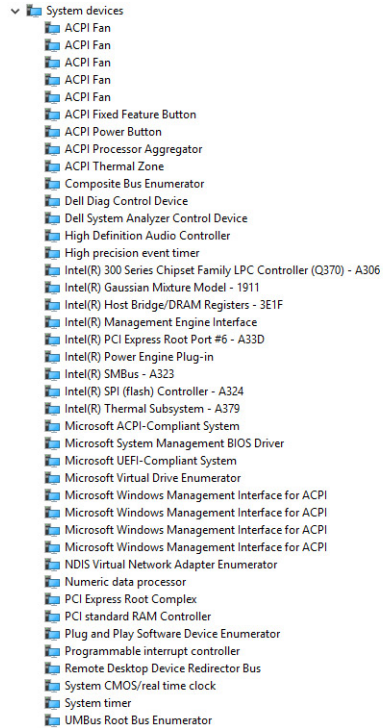 System devices
ACPI Fan
ACPI Fan
ACPI Fan
ACPI Fan
ACPI Fan
ACPI Fixed Feature Button
ACPI Power Button
ACPI Processor Aggregator
ACPI Thermal Zone
Composite Bus Enumerator
Dell Diag Control Device
Dell System Analyzer Control Device
High Definition Audio Controller
High precision event timer
Intel(R) 300 Series Chipset Family LPC Controller (Q370) - A306
Intel(R) Gaussian Mixture Model - 1911
Intel(R) Host Bridge/DRAM Registers - 3E1F
Intel(R) Management Engine Interface
Intel(R) PCI Express Root Port #6 - A33D
Intel(R) Power Engine Plug-in
Intel(R) SMBus - A323
Intel(R) SPI (flash) Controller - A324
Intel(R) Thermal Subsystem - A379
Microsoft ACPI-Compliant System
Microsoft System Management BIOS Driver
Microsoft UEFI-Compliant System
Microsoft Virtual Drive Enumerator
Microsoft Windows Management Interface for ACPI
Microsoft Windows Management Interface for ACPI
Microsoft Windows Management Interface for ACPI
Microsoft Windows Management Interface for ACPI
NDIS Virtual Network Adapter Enumerator
Numeric data processor
PCI Express Root Complex
PCI standard RAM Controller
Plug and Play Software Device Enumerator
Programmable interrupt controller
Remote Desktop Device Redirector Bus
System CMOS/real time clock
System timer
UMBus Root Bus Enumerator